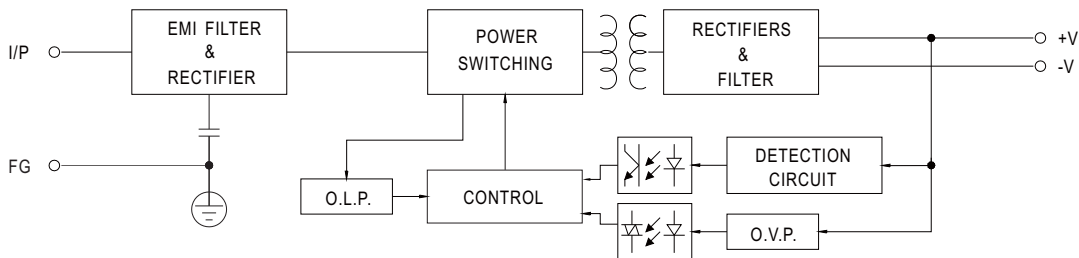 EMI FILTER
&
RECTIFIER
POWER
SWITCHING
RECTIFIERS
&
FILTER
I/P
+V
-V
FG
O.L.P.
CONTROL
DETECTION
CIRCUIT
O.V.P.